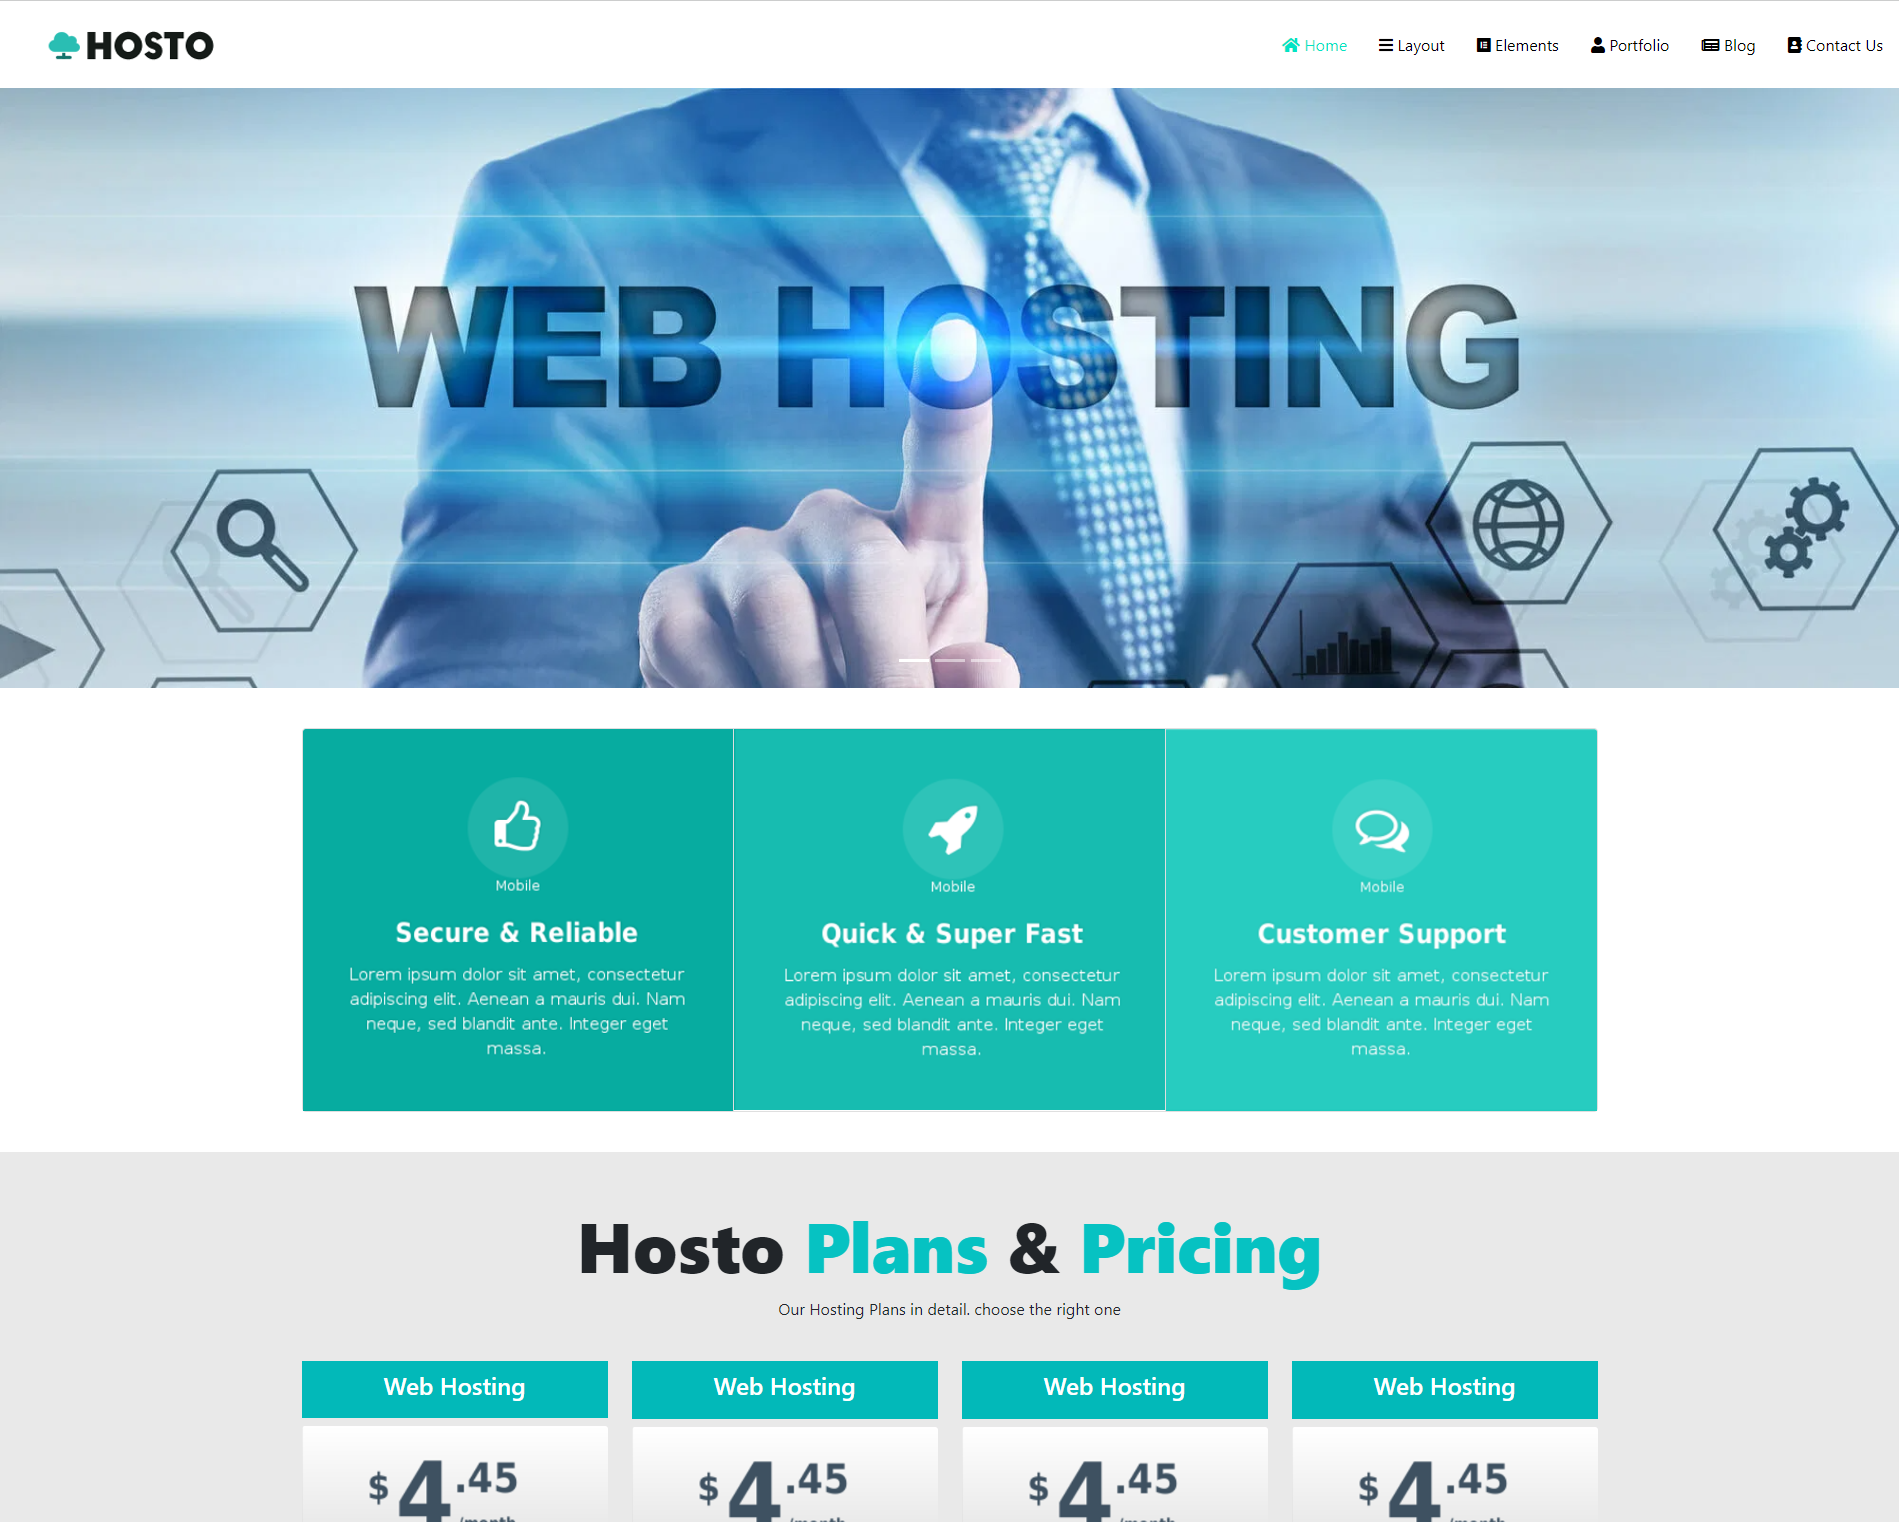 HOSTO
Home Layout Elements Portfolio Blog Contact Us
WEB HOSTING
Mobile
Secure & Reliable
Lorem ipsum dolor sit amet, consectetur
adipiscing elit. Aenean a mauris dui. Nam
neque, sed blandit ante. Integer eget
massa.
Mobile
Quick & Super Fast
Lorem ipsum dolor sit amet, consectetur
adipiscing elit. Aenean a mauris dui. Nam
neque, sed blandit ante. Integer eget
massa.
Mobile
Customer Support
Lorem ipsum dolor sit amet, consectetur
adipiscing elit. Aenean a mauris dui. Nam
neque, sed blandit ante. Integer eget
massa.
Hosto Plans & Pricing
Our Hosting Plans in detail. choose the right one
Web Hosting
$4.45
/month
Web Hosting
$4.45
/month
Web Hosting
$4.45
/month
Web Hosting
$4.45
/month